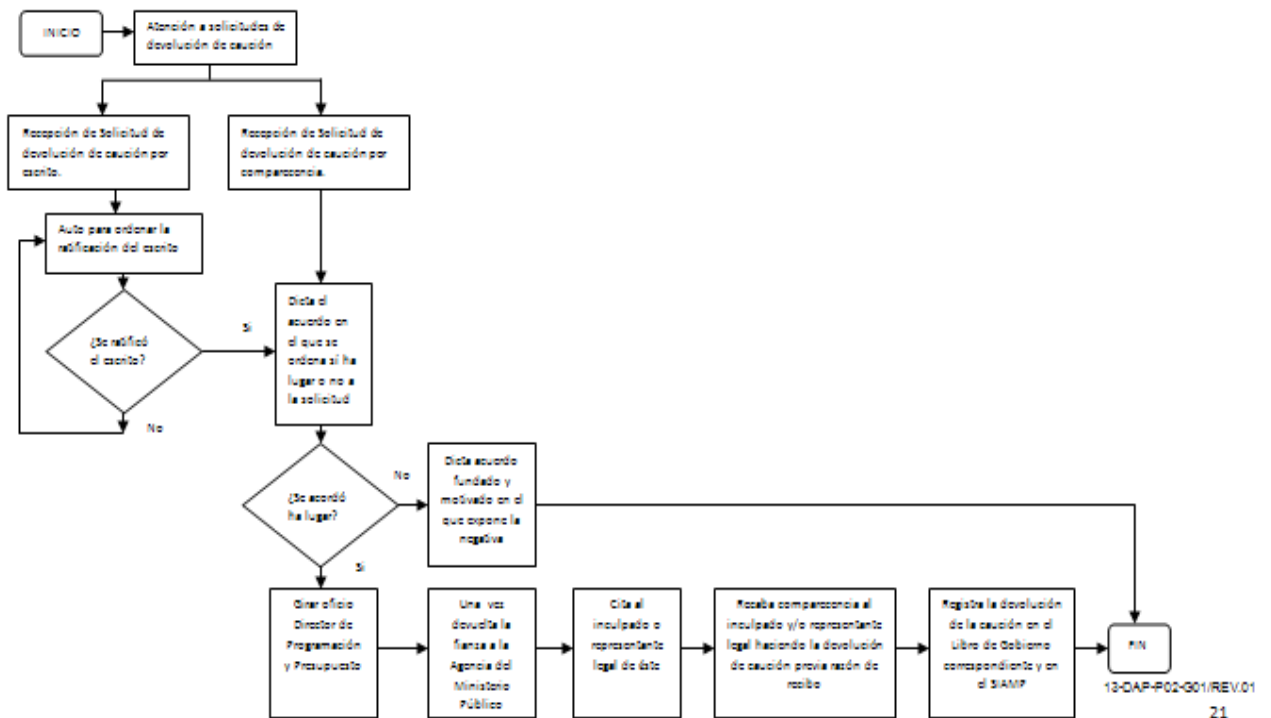 INICIO
Atención a solicitudes de
devolución de caución
Recepción de Solicitud de
devolución de caución por
escrito.
Recepción de Solicitud de
devolución de caución por
comparecencia.
Auto para ordenar la
ratificación del escrito
¿Se ratificó
el escrito?
Si
No
Dicta el
acuerdo en
el que se
ordena sí ha
lugar o no a
la solicitud
¿Se acordó
ha lugar?
No
Si
Dicta acuerdo
fundado y
motivado en el
que expone la
negativa
Girar oficio
Director de
Programación
y Presupuesto
Una vez
devuelta la
fianza a la
Agencia del
Ministerio
Público
Cita al
inculpado o
representante
legal de éste
Recaba comparecencia al
inculpado y/o representante
legal haciendo la devolución
de caución previa razón de
recibo
Registra la devolución
de la caución en el
Libro de Gobierno
correspondiente y en
el SIAMP
FIN
13-DAP-P02-G01/REV.01
21